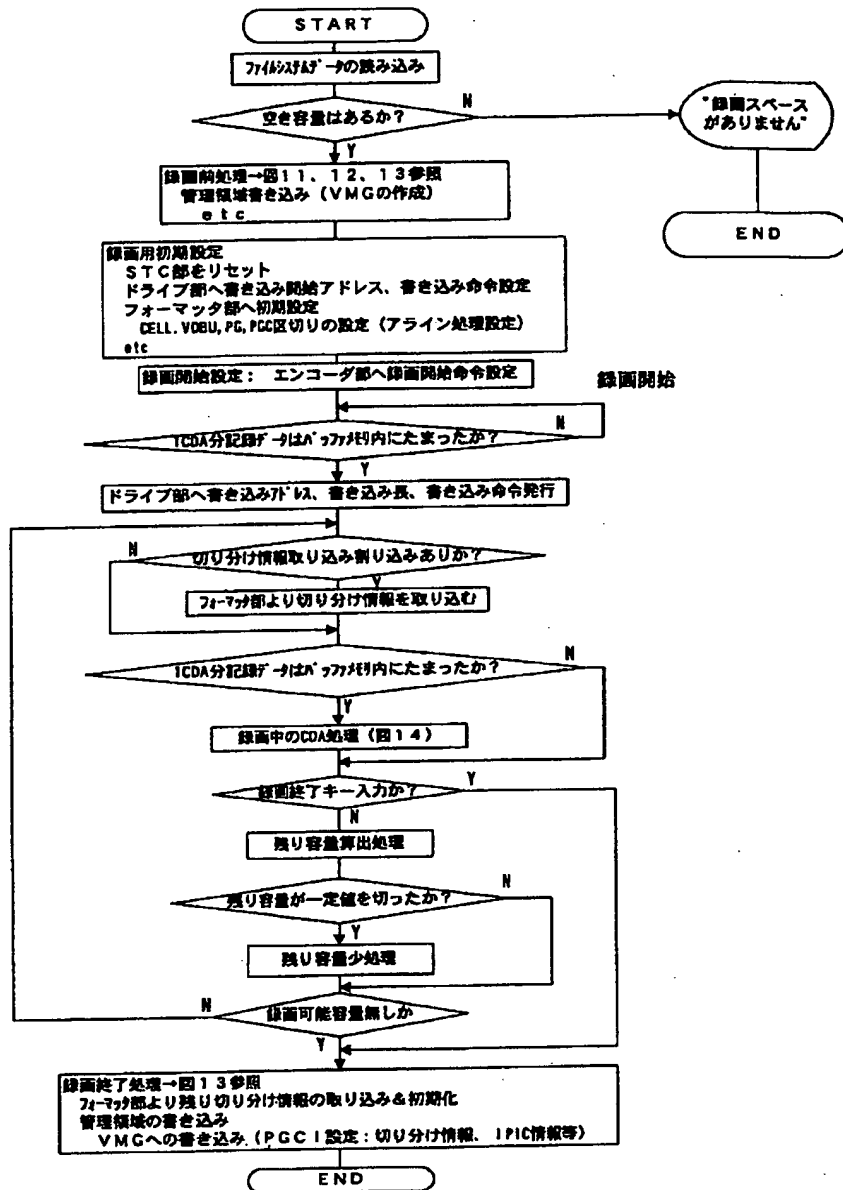 START
ファイルシステムデータの読み込み
空き容量はあるか？
N
"録画スペース
がありません"
Y
END
録画前処理→図11、12、13参照
管理領域書き込み（VMGの作成）
etc
録画用初期設定
STC部をリセット
ドライブ部へ書き込み開始アドレス、書き込み命令設定
フォーマッタ部へ初期設定
CELL.VOBU,PG,PGC区切りの設定（アライン処理設定）
etc
録画開始設定： エンコーダ部へ録画開始命令設定
録画開始
1CDA分記録データはバッファメモリ内にたまったか？
N
Y
ドライブ部へ書き込みアドレス、書き込み長、書き込み命令発行
切り分け情報取り込み割り込みありか？
N
Y
フォーマッタ部より切り分け情報を取り込む
1CDA分記録データはバッファメモリ内にたまったか？
N
Y
録画中のCDA処理（図14）
録画終了キー入力か？
Y
N
残り容量算出処理
残り容量が一定値を切ったか？
N
Y
残り容量少処理
録画可能容量無しか
N
Y
録画終了処理→図13参照
フォーマッタ部より残り切り分け情報の取り込み＆初期化
管理領域の書き込み
VMGへの書き込み（PGCI設定：切り分け情報、1PIC情報等）
END